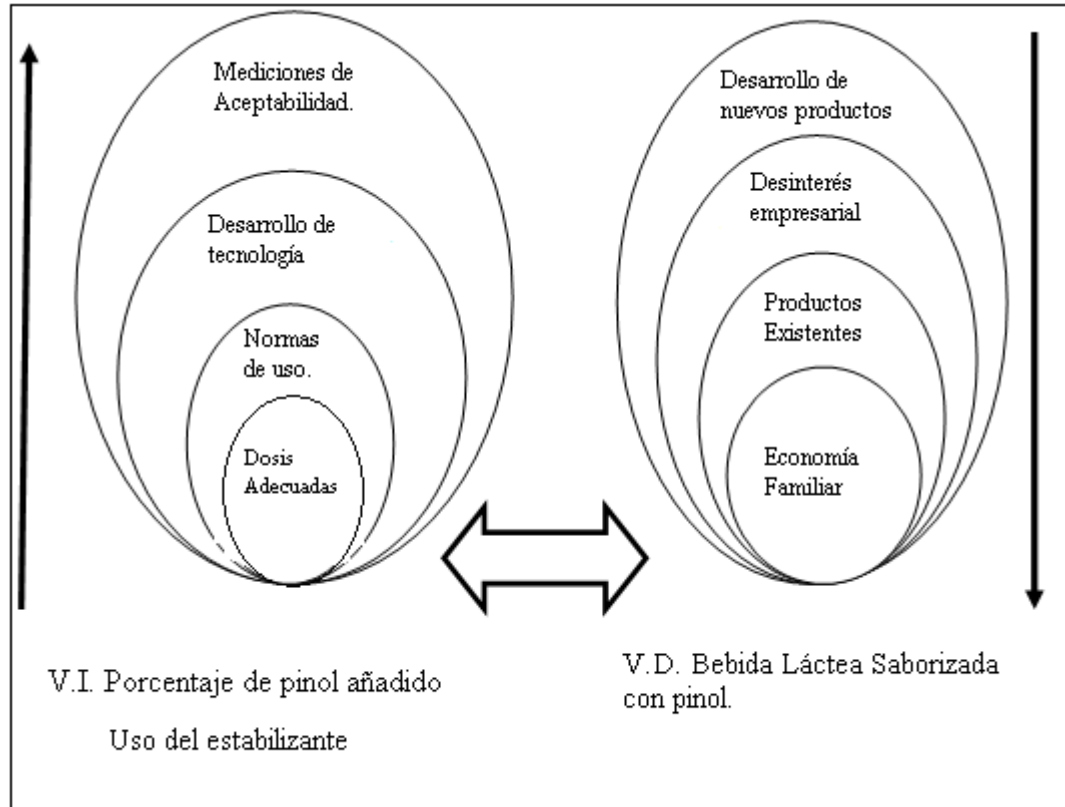 Mediciones de
Aceptabilidad.
Desarrollo de
tecnología
Normas
de uso.
Dosis
Adecuadas
Desarrollo de
nuevos productos
Desinterés
empresarial
Productos
Existentes
Economía
Familiar
V.I. Porcentaje de pinol añadido
Uso del estabilizante
V.D. Bebida Láctea Saborizada
con pinol.